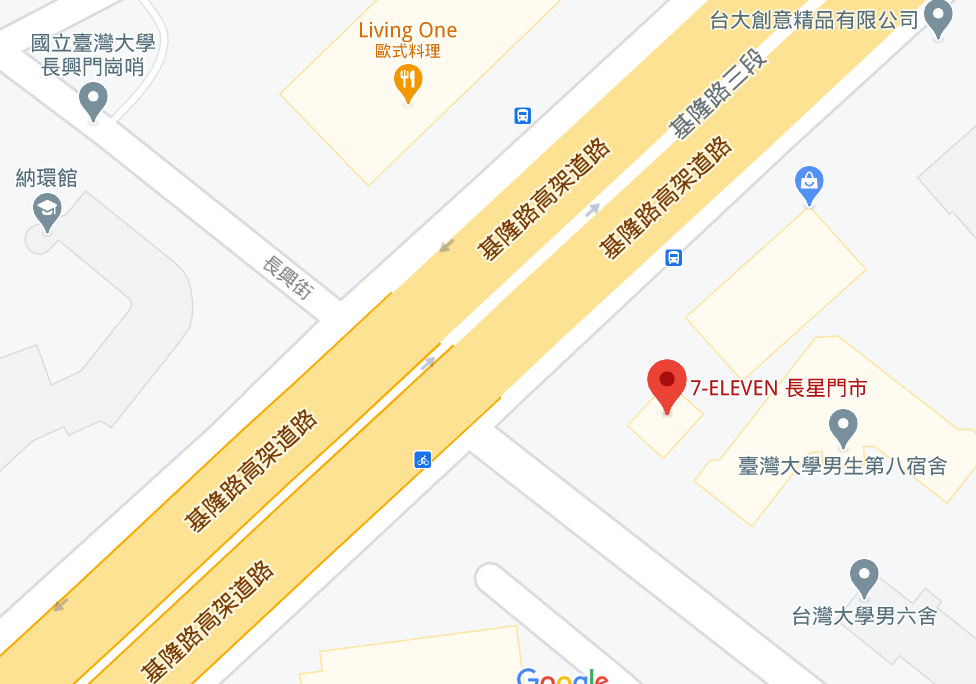 台大創意精品有限公司
Living One
歐式料理
國立臺灣大學
長興門崗哨
基隆路三段
基隆路高架道路
基隆路高架道路
納環館
長興街
7-ELEVEN 長星門市
基隆路高架道路
臺灣大學男生第八宿舍
基隆路高架道路
台灣大學男六舍
Google